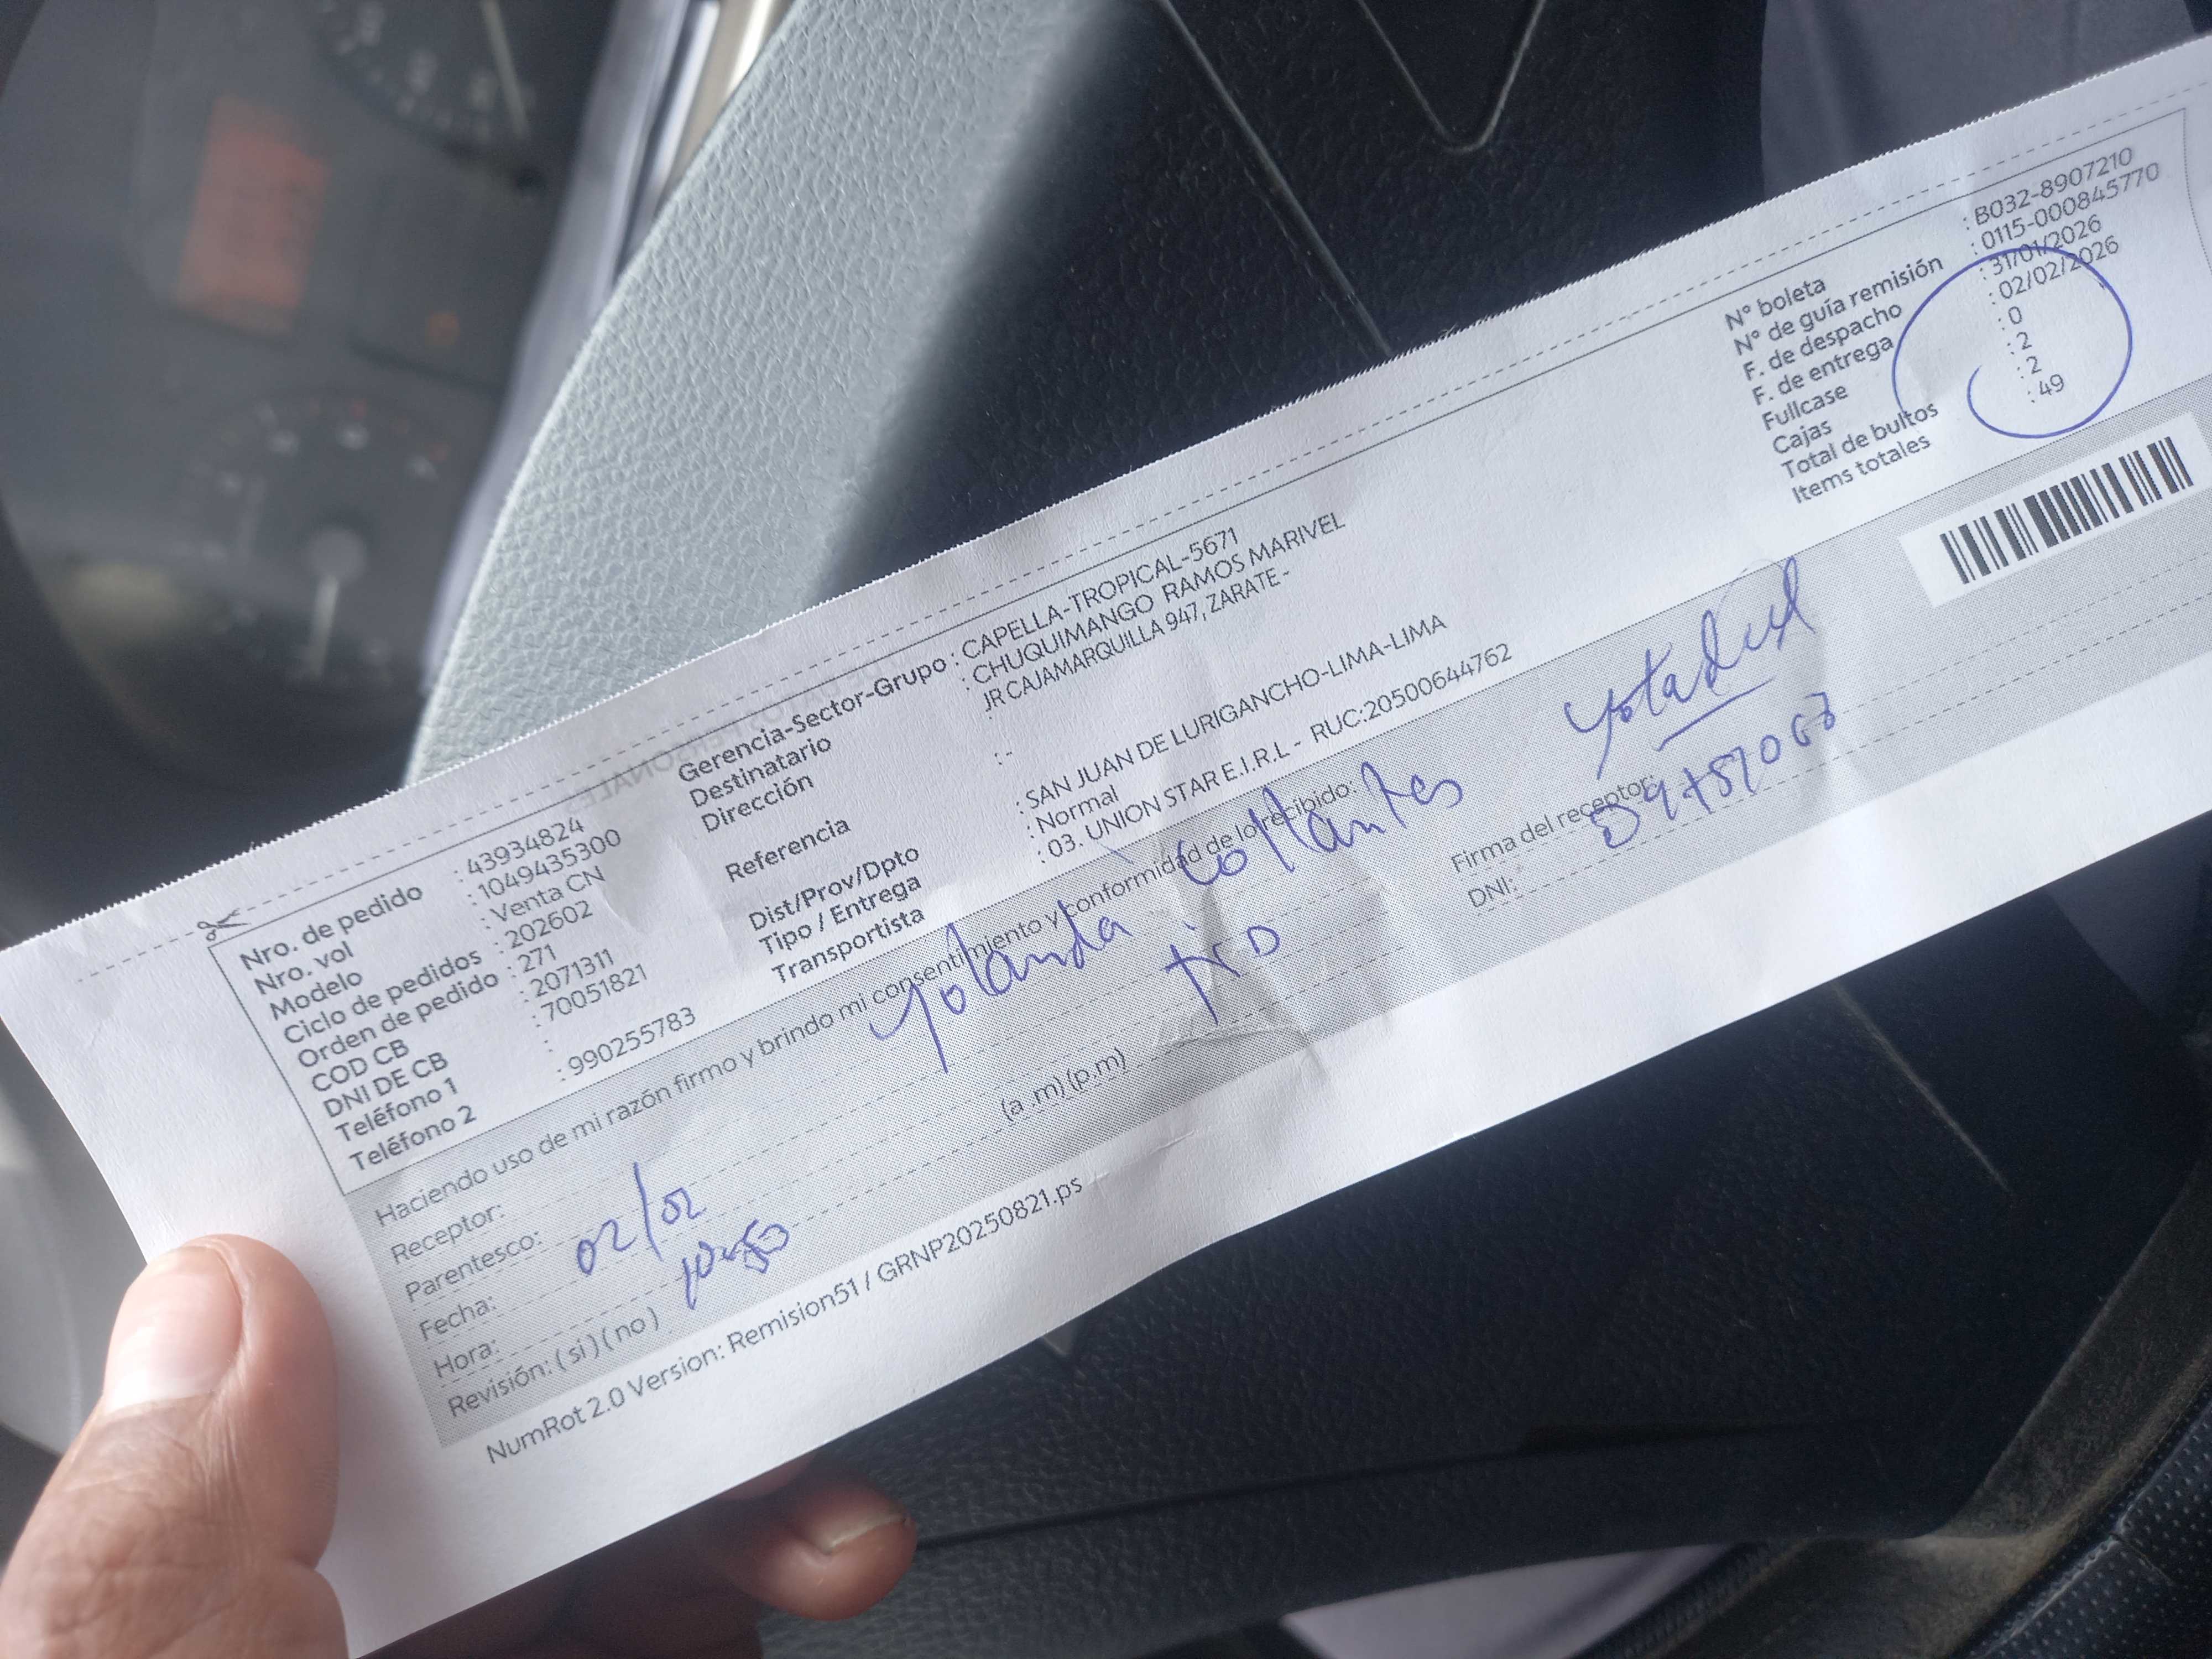 Nro. de pedido : 43934824
Nro. vol : 1049435300
Modelo : Venta CN
Ciclo de pedidos : 202602
Orden de pedido : 271
COD CB : 2071311
DNI DE CB : 70051821
Teléfono 1 :
Teléfono 2 : 990255783
Gerencia-Sector-Grupo : CAPELLA-TROPICAL-5671
Destinatario : CHUQUIMANGO RAMOS MARIVEL
Dirección JR CAJAMARQUILLA 947, ZARATE -
:
Referencia : -
Dist/Prov/Dpto : SAN JUAN DE LURIGANCHO-LIMA-LIMA
Tipo / Entrega : Normal
Transportista : 03. UNION STAR E.I.R.L - RUC:20500644762
N° boleta : B032-8907210
N° de guía remisión : 0115-000845770
F. de despacho : 31/01/2026
F. de entrega : 02/02/2026
Fullcase : 0
Cajas : 2
Total de bultos : 2
Items totales : 49
Haciendo uso de mi razón firmo y brindo mi consentimiento y conformidad de lo recibido:
Receptor: Yolanda Collantes
Parentesco:
Fecha: 02/02
Hora: (a .m) (p.m)
Revisión: ( si ) ( no )
Firma del receptor:
DNI:
NumRot 2.0 Version: Remision51 / GRNP20250821.ps